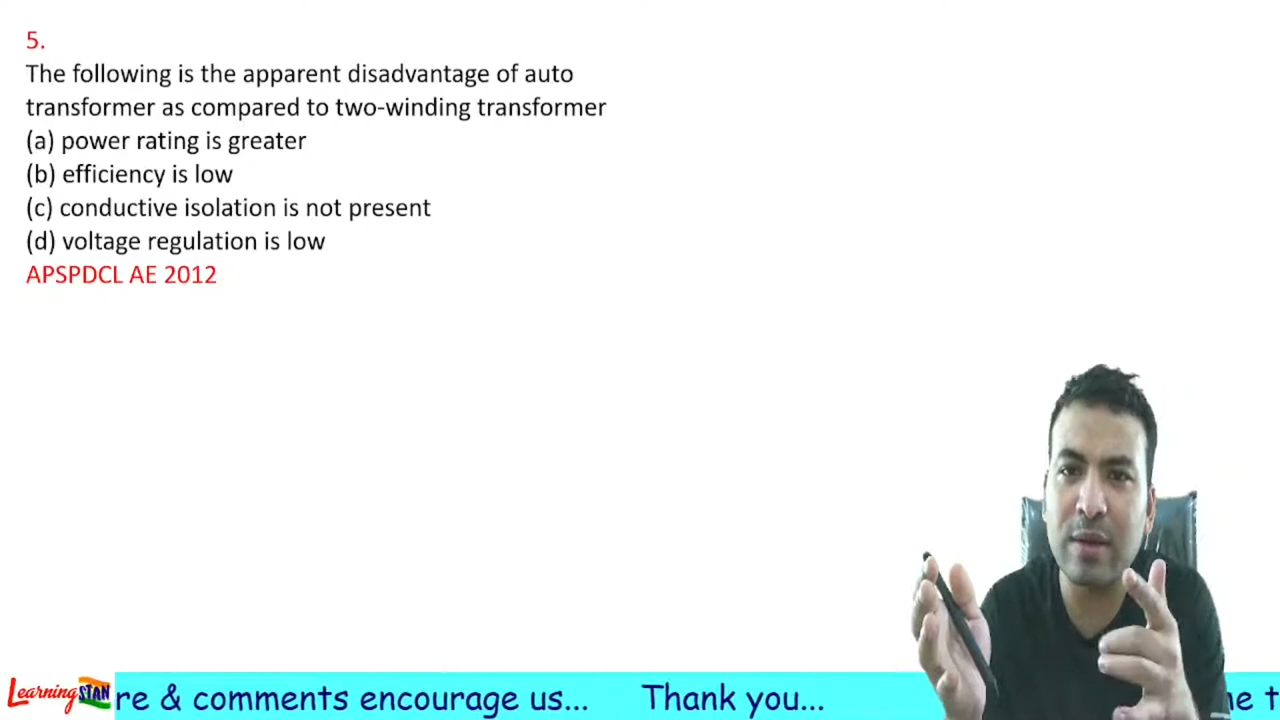 5.
The following is the apparent disadvantage of auto
transformer as compared to two-winding transformer
(a) power rating is greater
(b) efficiency is low
(c) conductive isolation is not present
(d) voltage regulation is low
APSPDCL AE 2012
LearningSTAN
re & comments encourage us... Thank you...